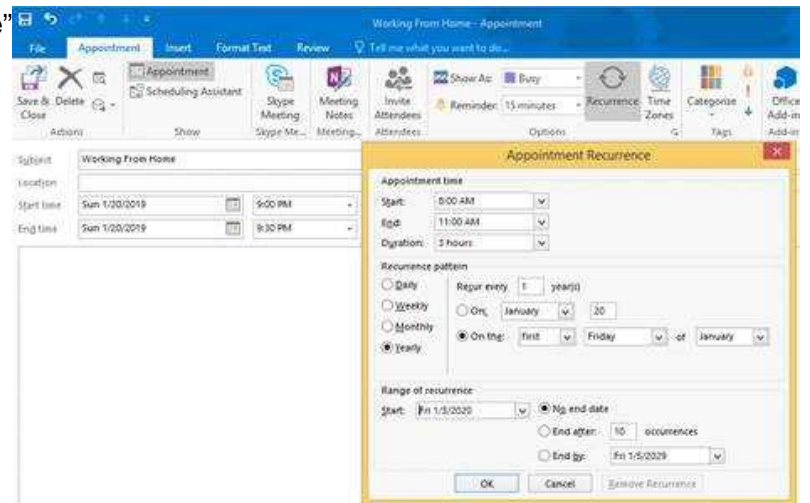 e”
Working From Home - Appointment
File Appointment Insert Format Text Review Tell me what you want to do...
Save & Close Delete Appointment Scheduling Assistant Skype Meeting Meeting Notes Invite Attendees Show As: Busy Reminder: 15 minutes Recurrence Time Zones Categorize Office Add-in
Actions Show Skype Me... Meeting... Attendees Options Tags Add-in
Subject Working From Home
Location
Start time Sun 1/20/2019 9:00 PM
End time Sun 1/20/2019 9:30 PM
Appointment Recurrence
Appointment time
Start: 8:00 AM
End: 11:00 AM
Duration: 3 hours
Recurrence pattern
Daily Recur every 1 year(s)
Weekly On: January 20
Monthly On the: first Friday of January
Yearly
Range of recurrence
Start: Fri No end date
End after: 10 occurrences
End by: Fri 1/5/2029
OK Cancel Remove Recurrence